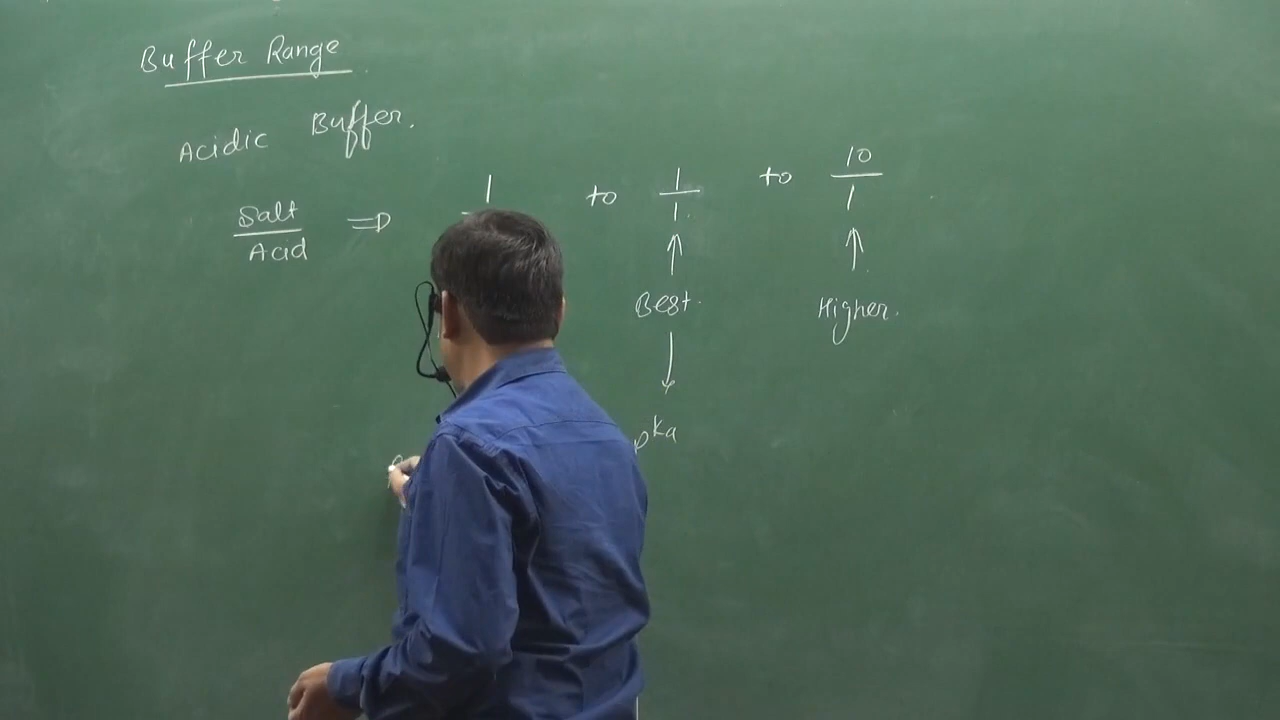 Buffer Range
Acidic Buffer.
Salt/Acid ⇒ 1 to 1/1. to 10/1
↑ ↑
Best. Higher.
↓
pKa